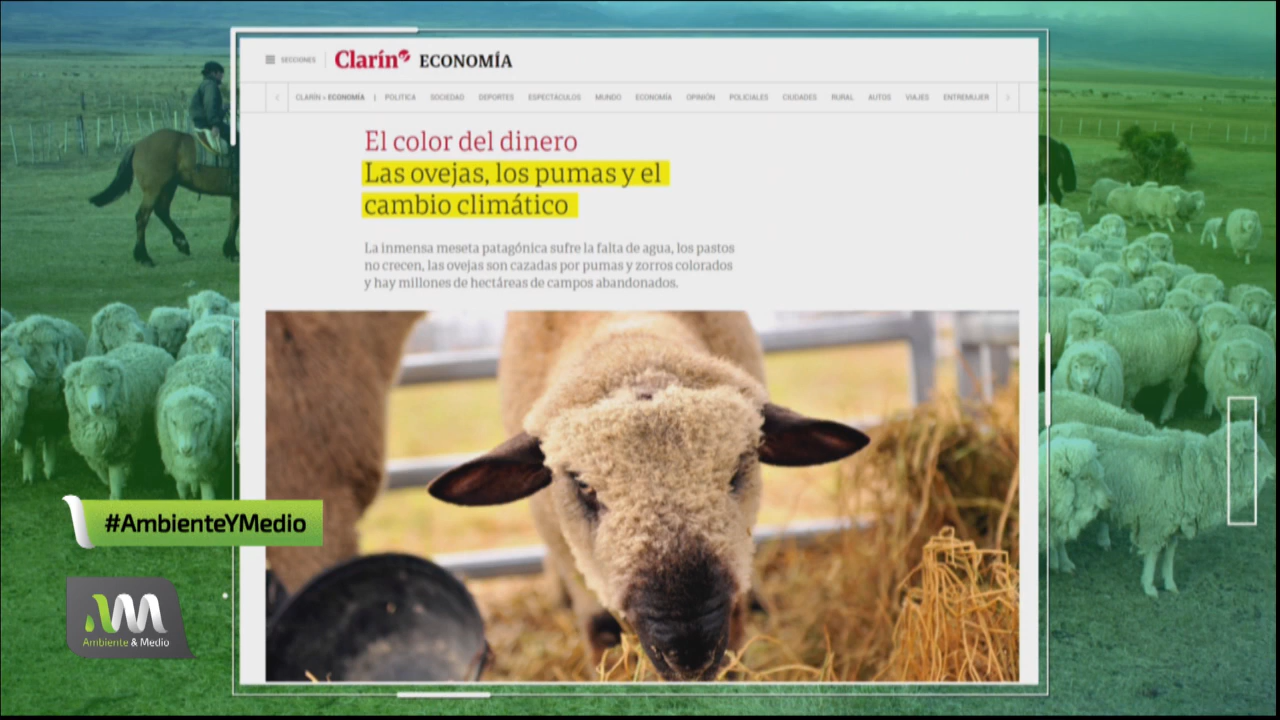 SECCIONES
Clarín ECONOMÍA
CLARÍN » ECONOMÍA | POLITICA SOCIEDAD DEPORTES ESPECTACULOS MUNDO ECONOMÍA OPINIÓN POLICIALES CIUDADES RURAL AUTOS VIAJES ENTREMUJER
El color del dinero
Las ovejas, los pumas y el
cambio climático
La inmensa meseta patagónica sufre la falta de agua, los pastos
no crecen, las ovejas son cazadas por pumas y zorros colorados
y hay millones de hectáreas de campos abandonados.
#AmbienteYMedio
AM
Ambiente & Medio